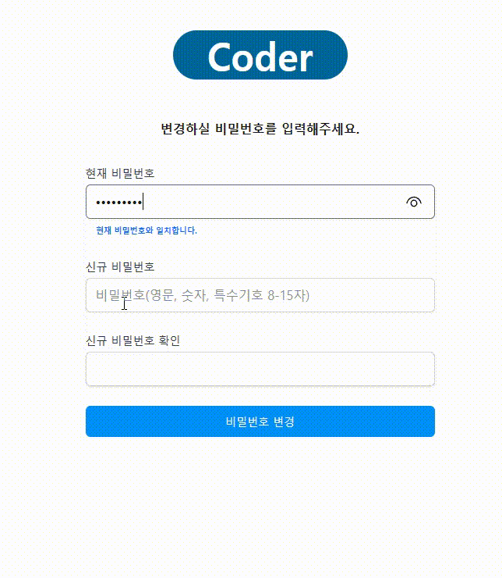 Coder
변경하실 비밀번호를 입력해주세요.
현재 비밀번호
•••••••••
현재 비밀번호와 일치합니다.
신규 비밀번호
비밀번호(영문, 숫자, 특수기호 8-15자)
신규 비밀번호 확인
비밀번호 변경